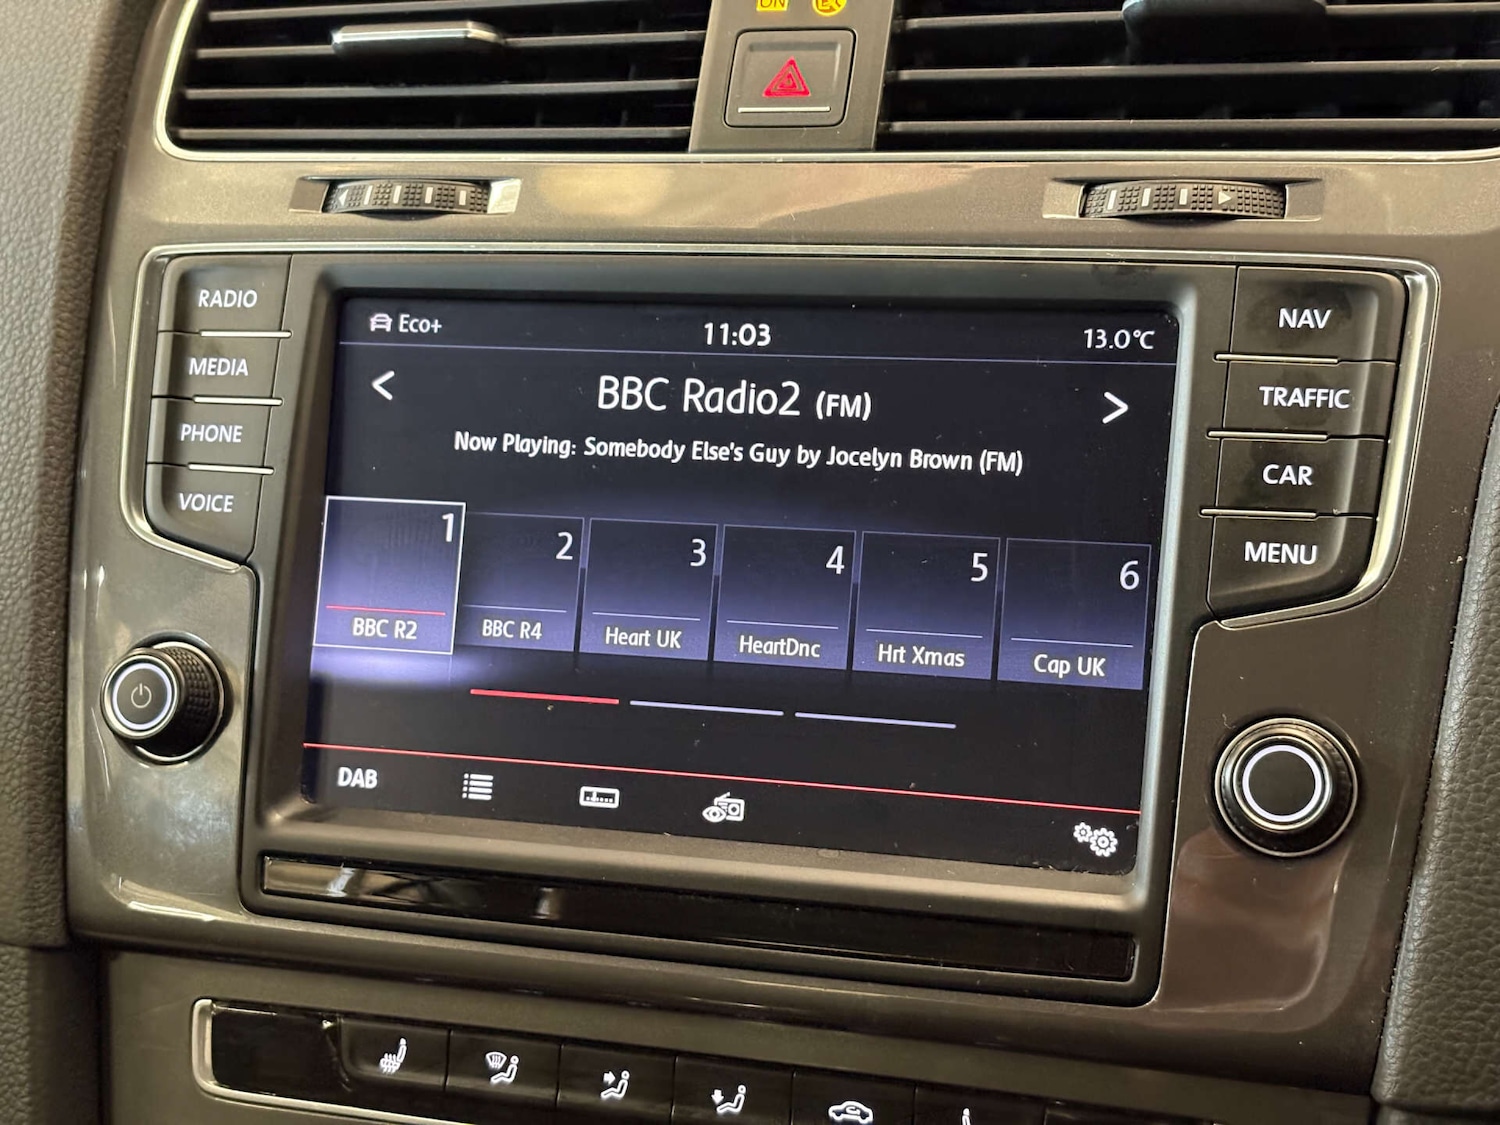 ON
RADIO
MEDIA
PHONE
VOICE
Eco+
11:03
13.0°C
BBC Radio2 (FM)
Now Playing: Somebody Else's Guy by Jocelyn Brown (FM)
1
2
3
4
5
6
BBC R2
BBC R4
Heart UK
HeartDnc
Hrt Xmas
Cap UK
DAB
NAV
TRAFFIC
CAR
MENU